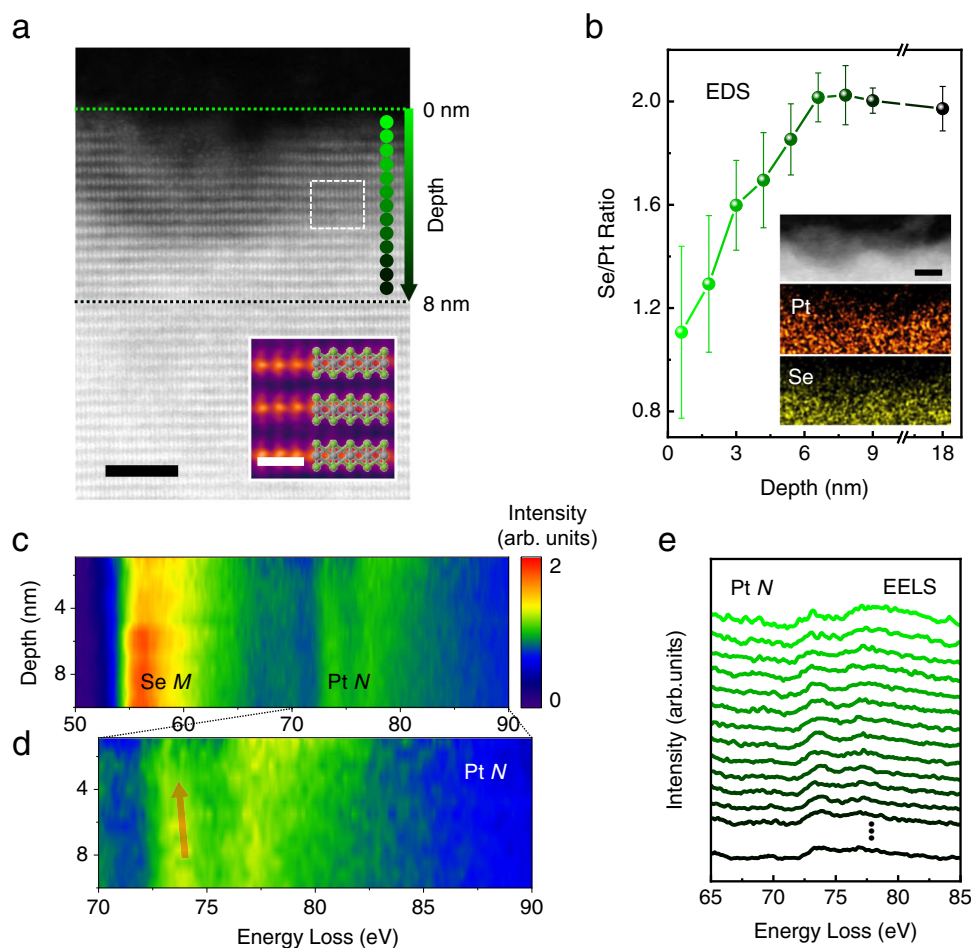 a
0 nm
Depth
8 nm
b
EDS
Se/Pt Ratio
2.0
1.6
1.2
0.8
Pt
Se
0
3
6
9
18
Depth (nm)
c
Intensity
(arb. units)
2
0
Depth (nm)
4
8
Se M
Pt N
50
60
70
80
90
d
Pt N
4
8
70
75
80
85
90
Energy Loss (eV)
e
Pt N
EELS
Intensity (arb.units)
65
70
75
80
85
Energy Loss (eV)